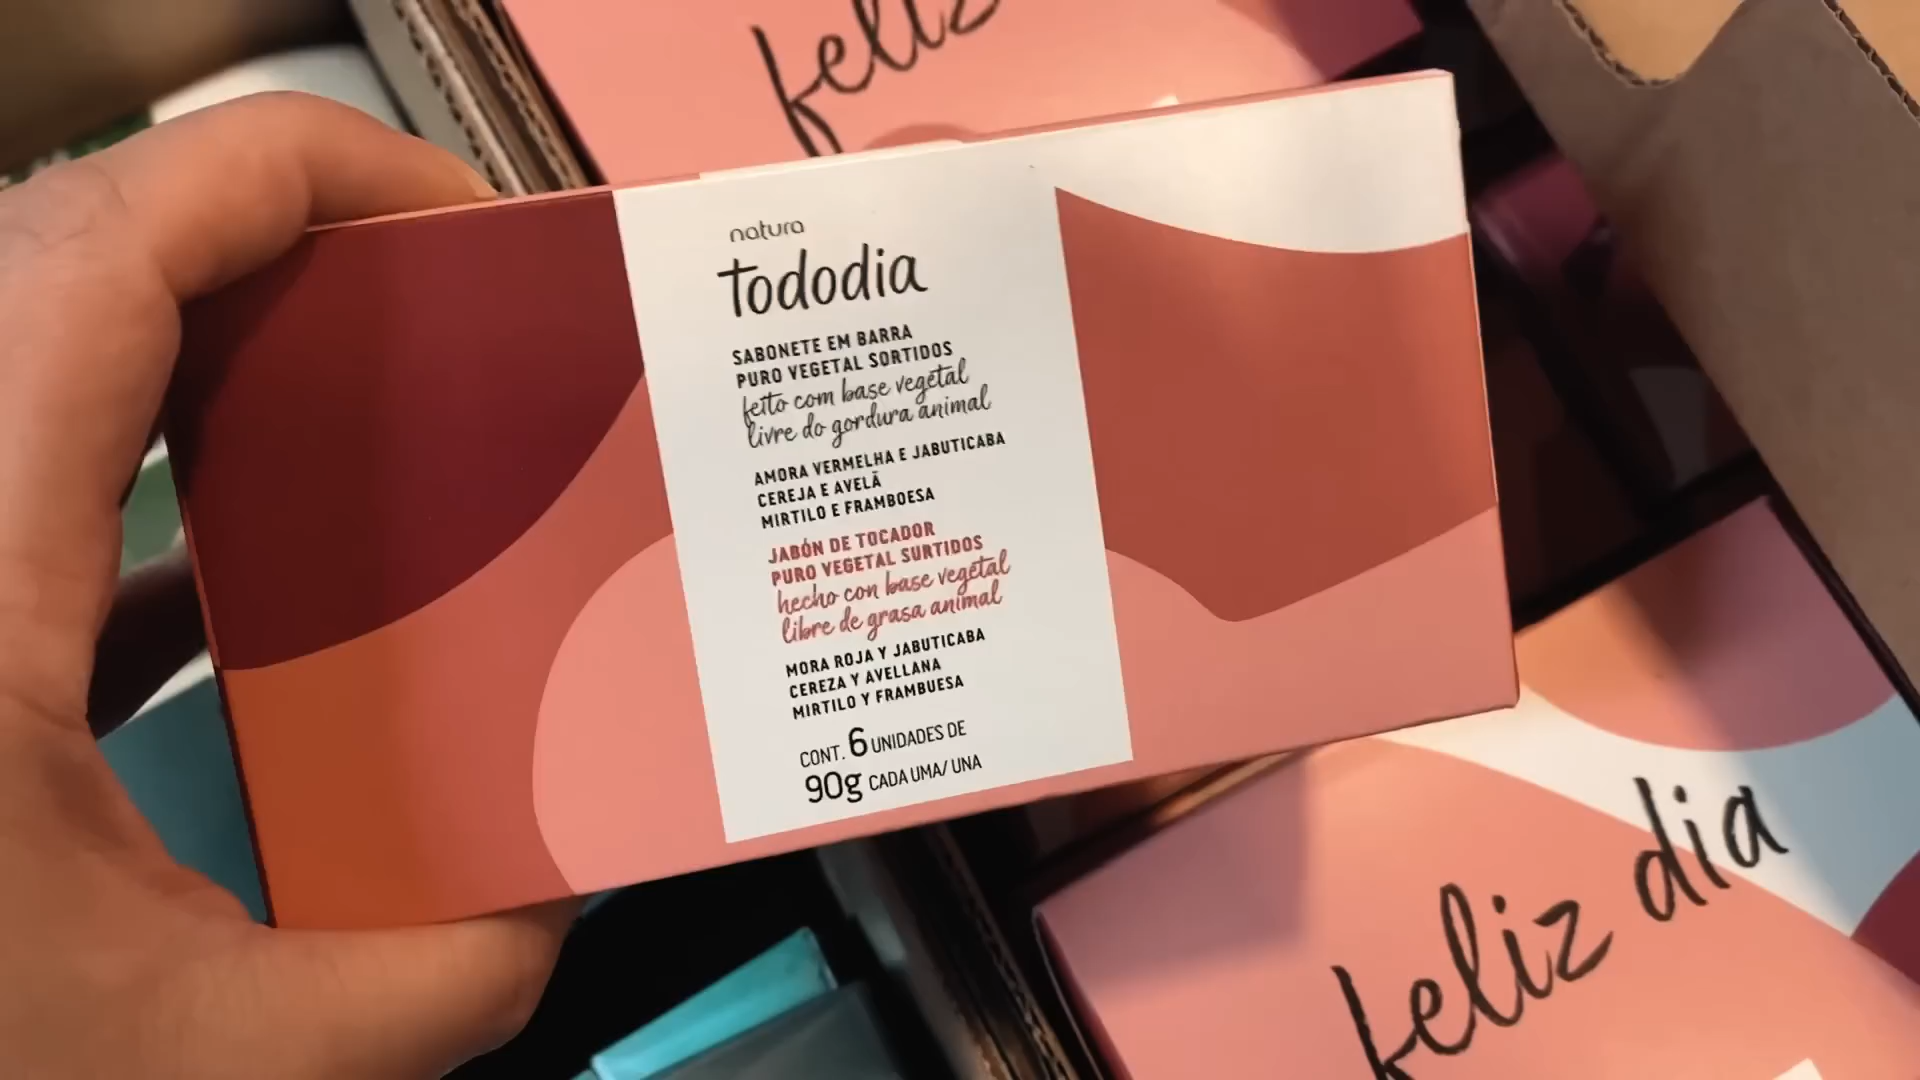 feliz
natura
tododia
SABONETE EM BARRA
PURO VEGETAL SORTIDOS
feito com base vegetal
livre do gordura animal
AMORA VERMELHA E JABUTICABA
CEREJA E AVELÃ
MIRTILO E FRAMBOESA
JABÓN DE TOCADOR
PURO VEGETAL SURTIDOS
hecho con base vegetal
libre de grasa animal
MORA ROJA Y JABUTICABA
CEREZA Y AVELLANA
MIRTILO Y FRAMBUESA
CONT. 6 UNIDADES DE
90g CADA UMA/ UNA
feliz dia